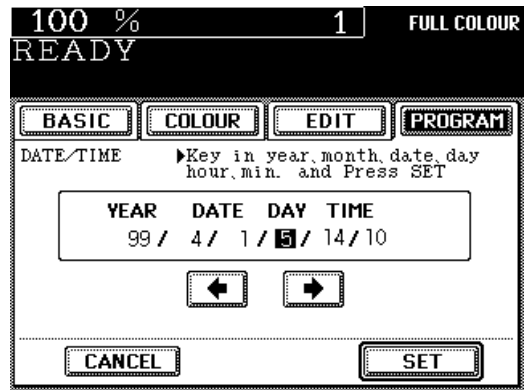 100 % 1 FULL COLOUR
READY
BASIC COLOUR EDIT PROGRAM
DATE/TIME ▶Key in year,month,date,day
hour,min. and Press SET
YEAR DATE DAY TIME
99 / 4 / 1 / 5 / 14 / 10
CANCEL SET